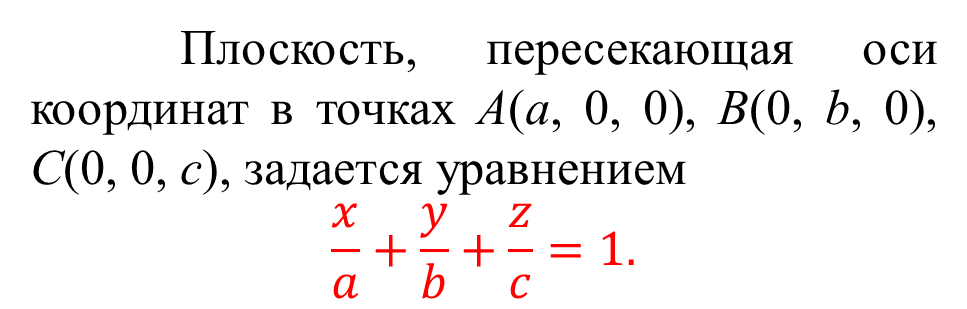 Плоскость, пересекающая оси
координат в точках A(a, 0, 0), B(0, b, 0),
C(0, 0, c), задается уравнением
x/a + y/b + z/c = 1.